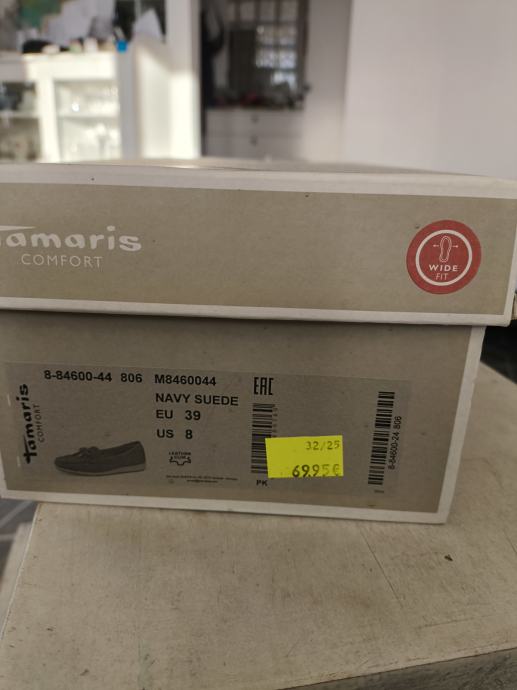 Tamaris
COMFORT
WIDE
FIT
8-84600-44 806 M8460044
NAVY SUEDE
EU 39
US 8
EAC
Tamaris
COMFORT
32/25
69.95€
PK
8-84600-24 806